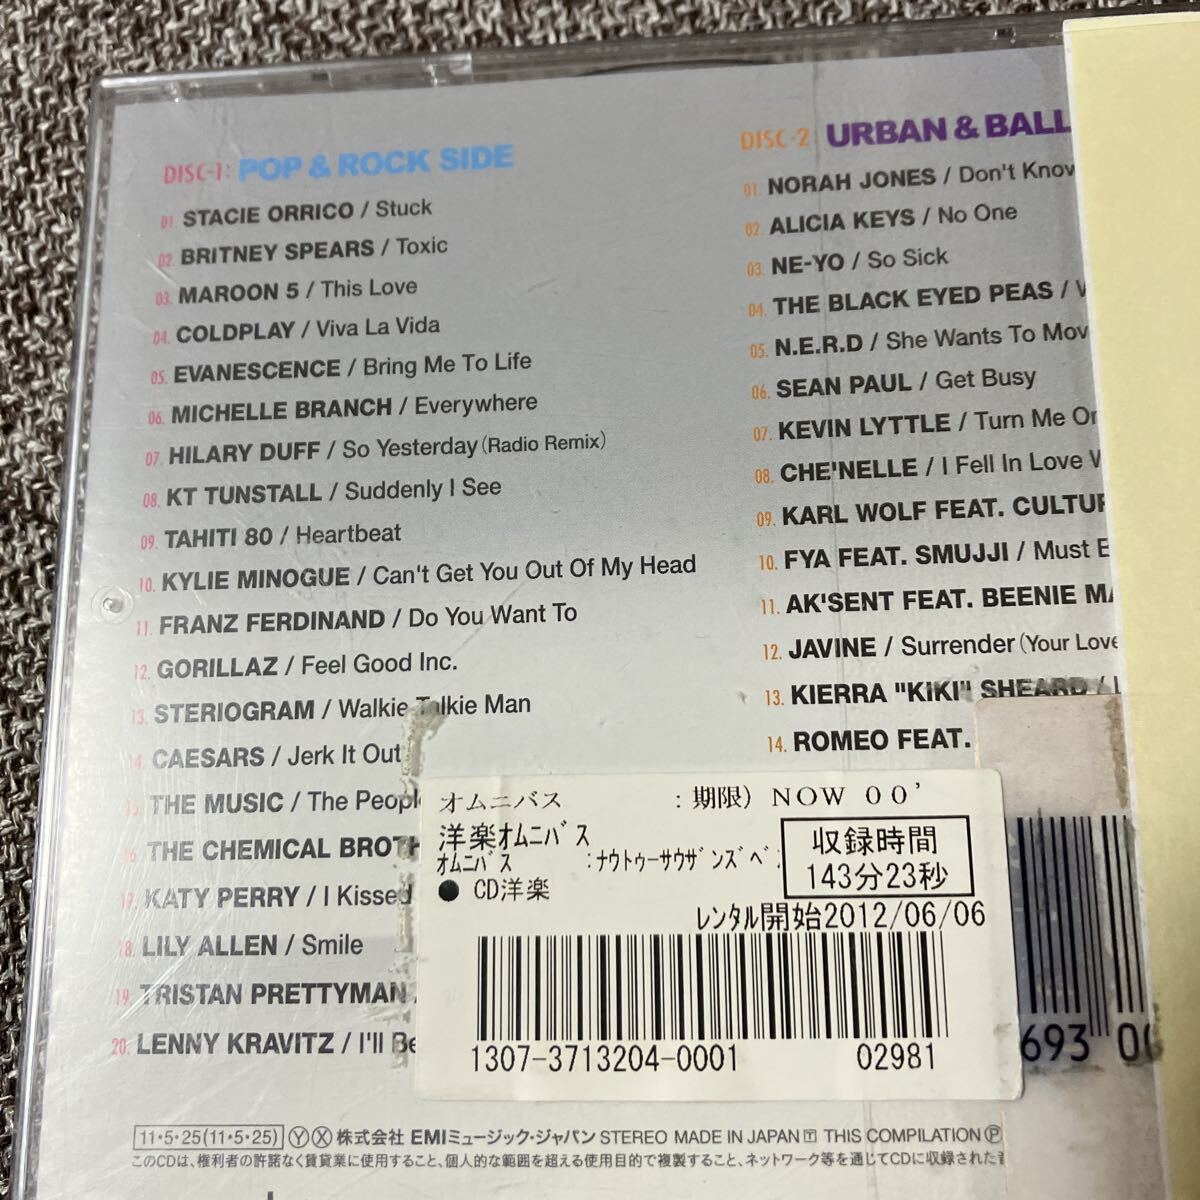 DISC-1: POP & ROCK SIDE
01. STACIE ORRICO / Stuck
02. BRITNEY SPEARS / Toxic
03. MAROON 5 / This Love
04. COLDPLAY / Viva La Vida
05. EVANESCENCE / Bring Me To Life
06. MICHELLE BRANCH / Everywhere
07. HILARY DUFF / So Yesterday (Radio Remix)
08. KT TUNSTALL / Suddenly I See
09. TAHITI 80 / Heartbeat
10. KYLIE MINOGUE / Can't Get You Out Of My Head
11. FRANZ FERDINAND / Do You Want To
12. GORILLAZ / Feel Good Inc.
13. STERIOGRAM / Walkie Talkie Man
14. CAESARS / Jerk It Out
15. THE MUSIC / The People
16. THE CHEMICAL BROTH
17. KATY PERRY / I Kissed
18. LILY ALLEN / Smile
19. TRISTAN PRETTYMAN
20. LENNY KRAVITZ / I'll Be
DISC-2: URBAN & BALL
01. NORAH JONES / Don't Know
02. ALICIA KEYS / No One
03. NE-YO / So Sick
04. THE BLACK EYED PEAS /
05. N.E.R.D / She Wants To Mov
06. SEAN PAUL / Get Busy
07. KEVIN LYTTLE / Turn Me On
08. CHE'NELLE / I Fell In Love W
09. KARL WOLF FEAT. CULTUR
10. FYA FEAT. SMUJJI / Must B
11. AK'SENT FEAT. BEENIE MA
12. JAVINE / Surrender (Your Love
13. KIERRA "KIKI" SHEARD /
14. ROMEO FEAT.
オムニバス :期限) NOW 00'
洋楽オムニバス
オムニバス :ナウトゥーサウザンズベ
● CD洋楽
収録時間
143分23秒
レンタル開始2012/06/06
1307-3713204-0001 02981
693 00
11・5・25(11・5・25) Ⓨ Ⓧ 株式会社 EMIミュージック・ジャパン STEREO MADE IN JAPAN 🅃 THIS COMPILATION Ⓟ
このCDは、権利者の許諾なく賃貸業に使用すること、個人的な範囲を超える使用目的で複製すること、ネットワーク等を通じてCDに収録された音